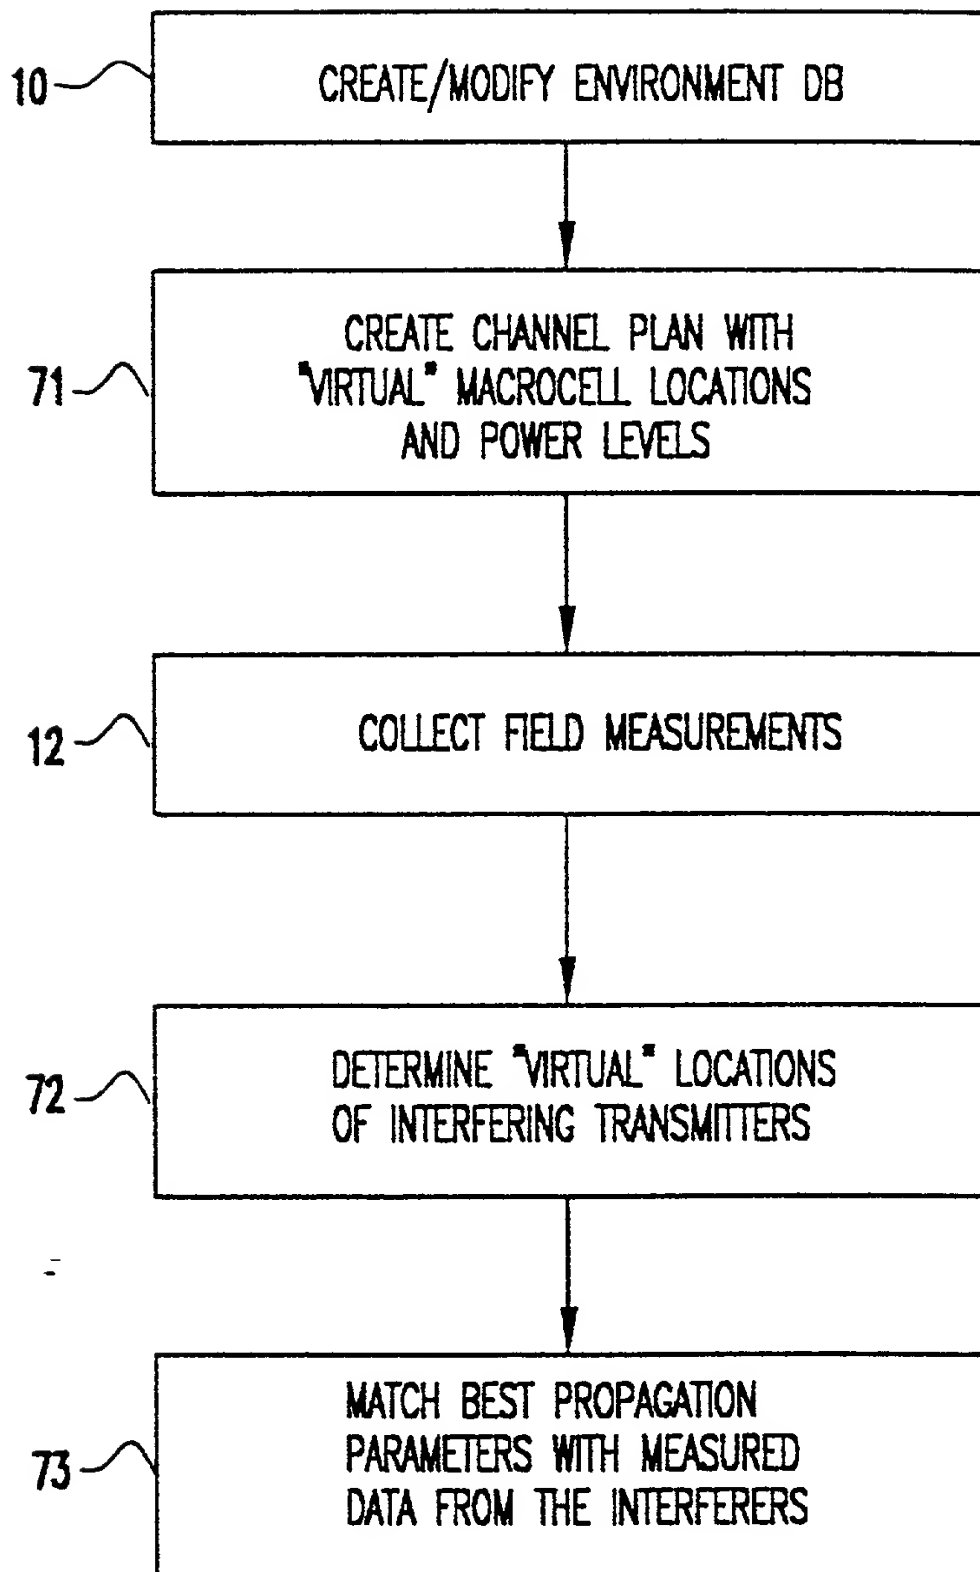 10
CREATE/MODIFY ENVIRONMENT DB
71
CREATE CHANNEL PLAN WITH
"VIRTUAL" MACROCELL LOCATIONS
AND POWER LEVELS
12
COLLECT FIELD MEASUREMENTS
72
DETERMINE "VIRTUAL" LOCATIONS
OF INTERFERING TRANSMITTERS
73
MATCH BEST PROPAGATION
PARAMETERS WITH MEASURED
DATA FROM THE INTERFERERS